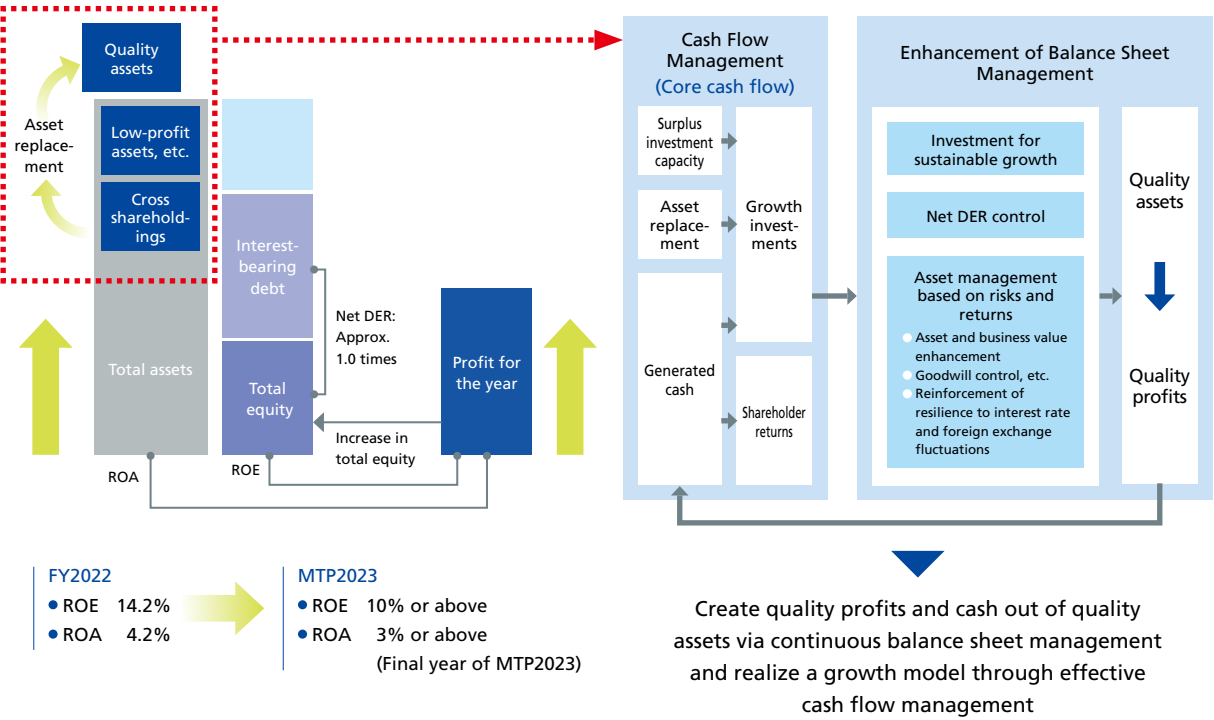 Quality
assets
Asset
replace-
ment
Low-profit
assets, etc.
Cross
sharehold-
ings
Total assets
Interest-
bearing
debt
Total
equity
Net DER:
Approx.
1.0 times
Profit for
the year
Increase in
total equity
ROA
ROE
FY2022
● ROE 14.2%
● ROA 4.2%
MTP2023
● ROE 10% or above
● ROA 3% or above
(Final year of MTP2023)
Cash Flow
Management
(Core cash flow)
Surplus
investment
capacity
Asset
replace-
ment
Generated
cash
Growth
invest-
ments
Shareholder
returns
Enhancement of Balance Sheet
Management
Investment for
sustainable growth
Net DER control
Asset management
based on risks and
returns
● Asset and business value
enhancement
● Goodwill control, etc.
● Reinforcement of
resilience to interest rate
and foreign exchange
fluctuations
Quality
assets
Quality
profits
Create quality profits and cash out of quality
assets via continuous balance sheet management
and realize a growth model through effective
cash flow management